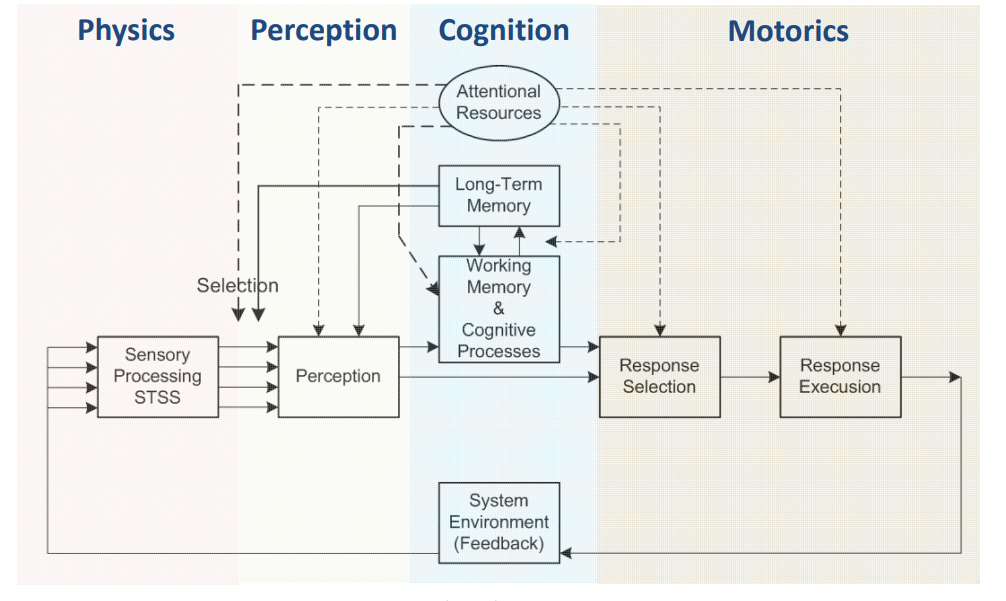 Physics
Perception
Cognition
Motorics
Attentional
Resources
Long-Term
Memory
Selection
Working
Memory
&
Cognitive
Processes
Sensory
Processing
STSS
Perception
Response
Selection
Response
Execusion
System
Environment
(Feedback)